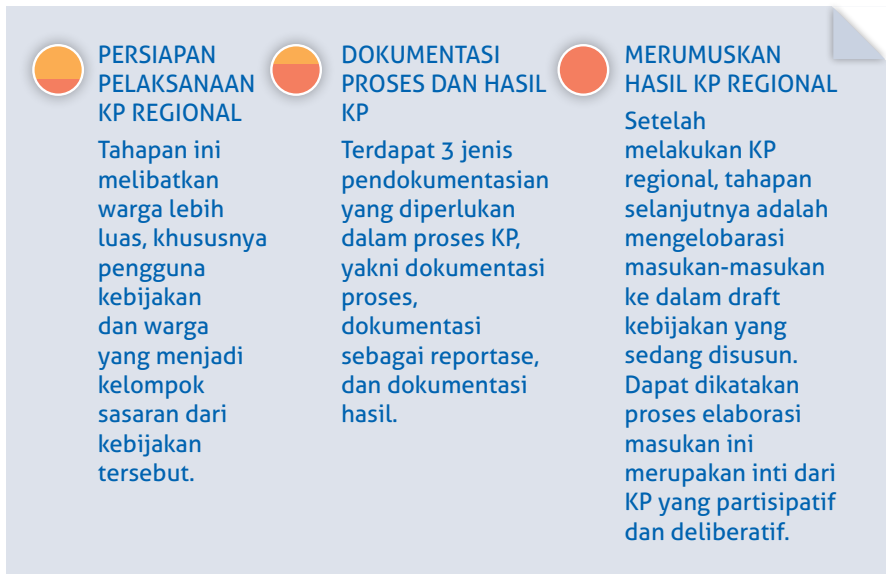 PERSIAPAN
PELAKSANAAN
KP REGIONAL
Tahapan ini
melibatkan
warga lebih
luas, khususnya
pengguna
kebijakan
dan warga
yang menjadi
kelompok
sasaran dari
kebijakan
tersebut.
DOKUMENTASI
PROSES DAN HASIL
KP
Terdapat 3 jenis
pendokumentasian
yang diperlukan
dalam proses KP,
yakni dokumentasi
proses,
dokumentasi
sebagai reportase,
dan dokumentasi
hasil.
MERUMUSKAN
HASIL KP REGIONAL
Setelah
melakukan KP
regional, tahapan
selanjutnya adalah
mengelobarasi
masukan-masukan
ke dalam draft
kebijakan yang
sedang disusun.
Dapat dikatakan
proses elaborasi
masukan ini
merupakan inti dari
KP yang partisipatif
dan deliberatif.